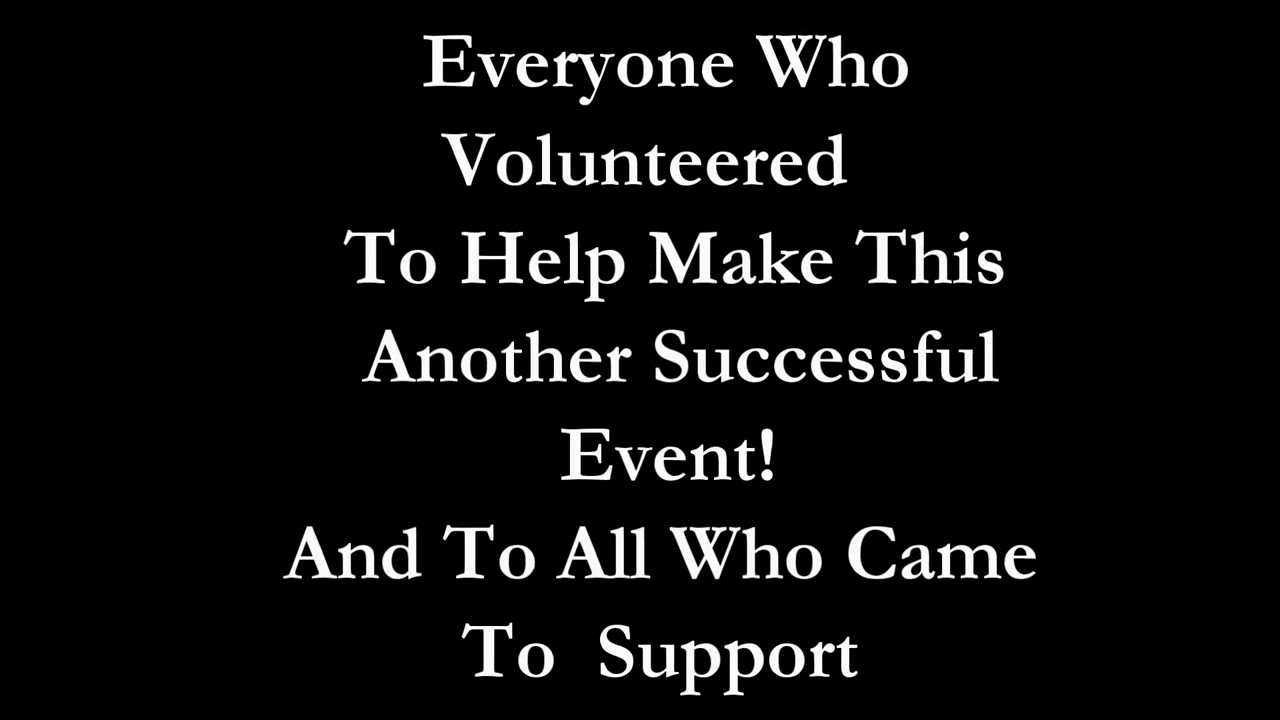 Everyone Who
Volunteered
To Help Make This
Another Successful
Event!
And To All Who Came
To  Support